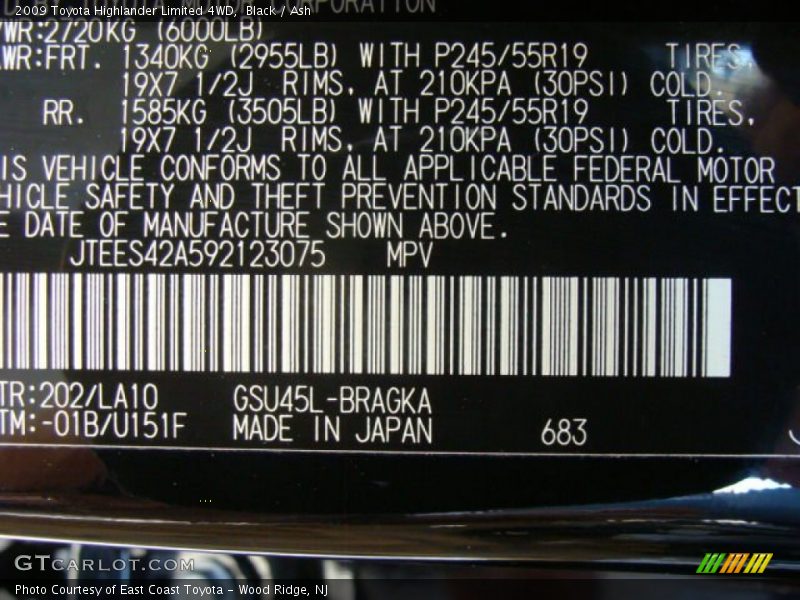 2009 Toyota Highlander Limited 4WD, Black / Ash
CORPORATION
WR:2720KG (6000LB)
WR:FRT. 1340KG (2955LB) WITH P245/55R19 TIRES,
19X7 1/2J RIMS, AT 210KPA (30PSI) COLD.
RR. 1585KG (3505LB) WITH P245/55R19 TIRES,
19X7 1/2J RIMS, AT 210KPA (30PSI) COLD.
IS VEHICLE CONFORMS TO ALL APPLICABLE FEDERAL MOTOR
HICLE SAFETY AND THEFT PREVENTION STANDARDS IN EFFECT
E DATE OF MANUFACTURE SHOWN ABOVE.
JTEES42A592123075 MPV
TR:202/LA10 GSU45L-BRAGKA
TM:-01B/U151F MADE IN JAPAN 683
GTCARLOT.COM
Photo Courtesy of East Coast Toyota - Wood Ridge, NJ